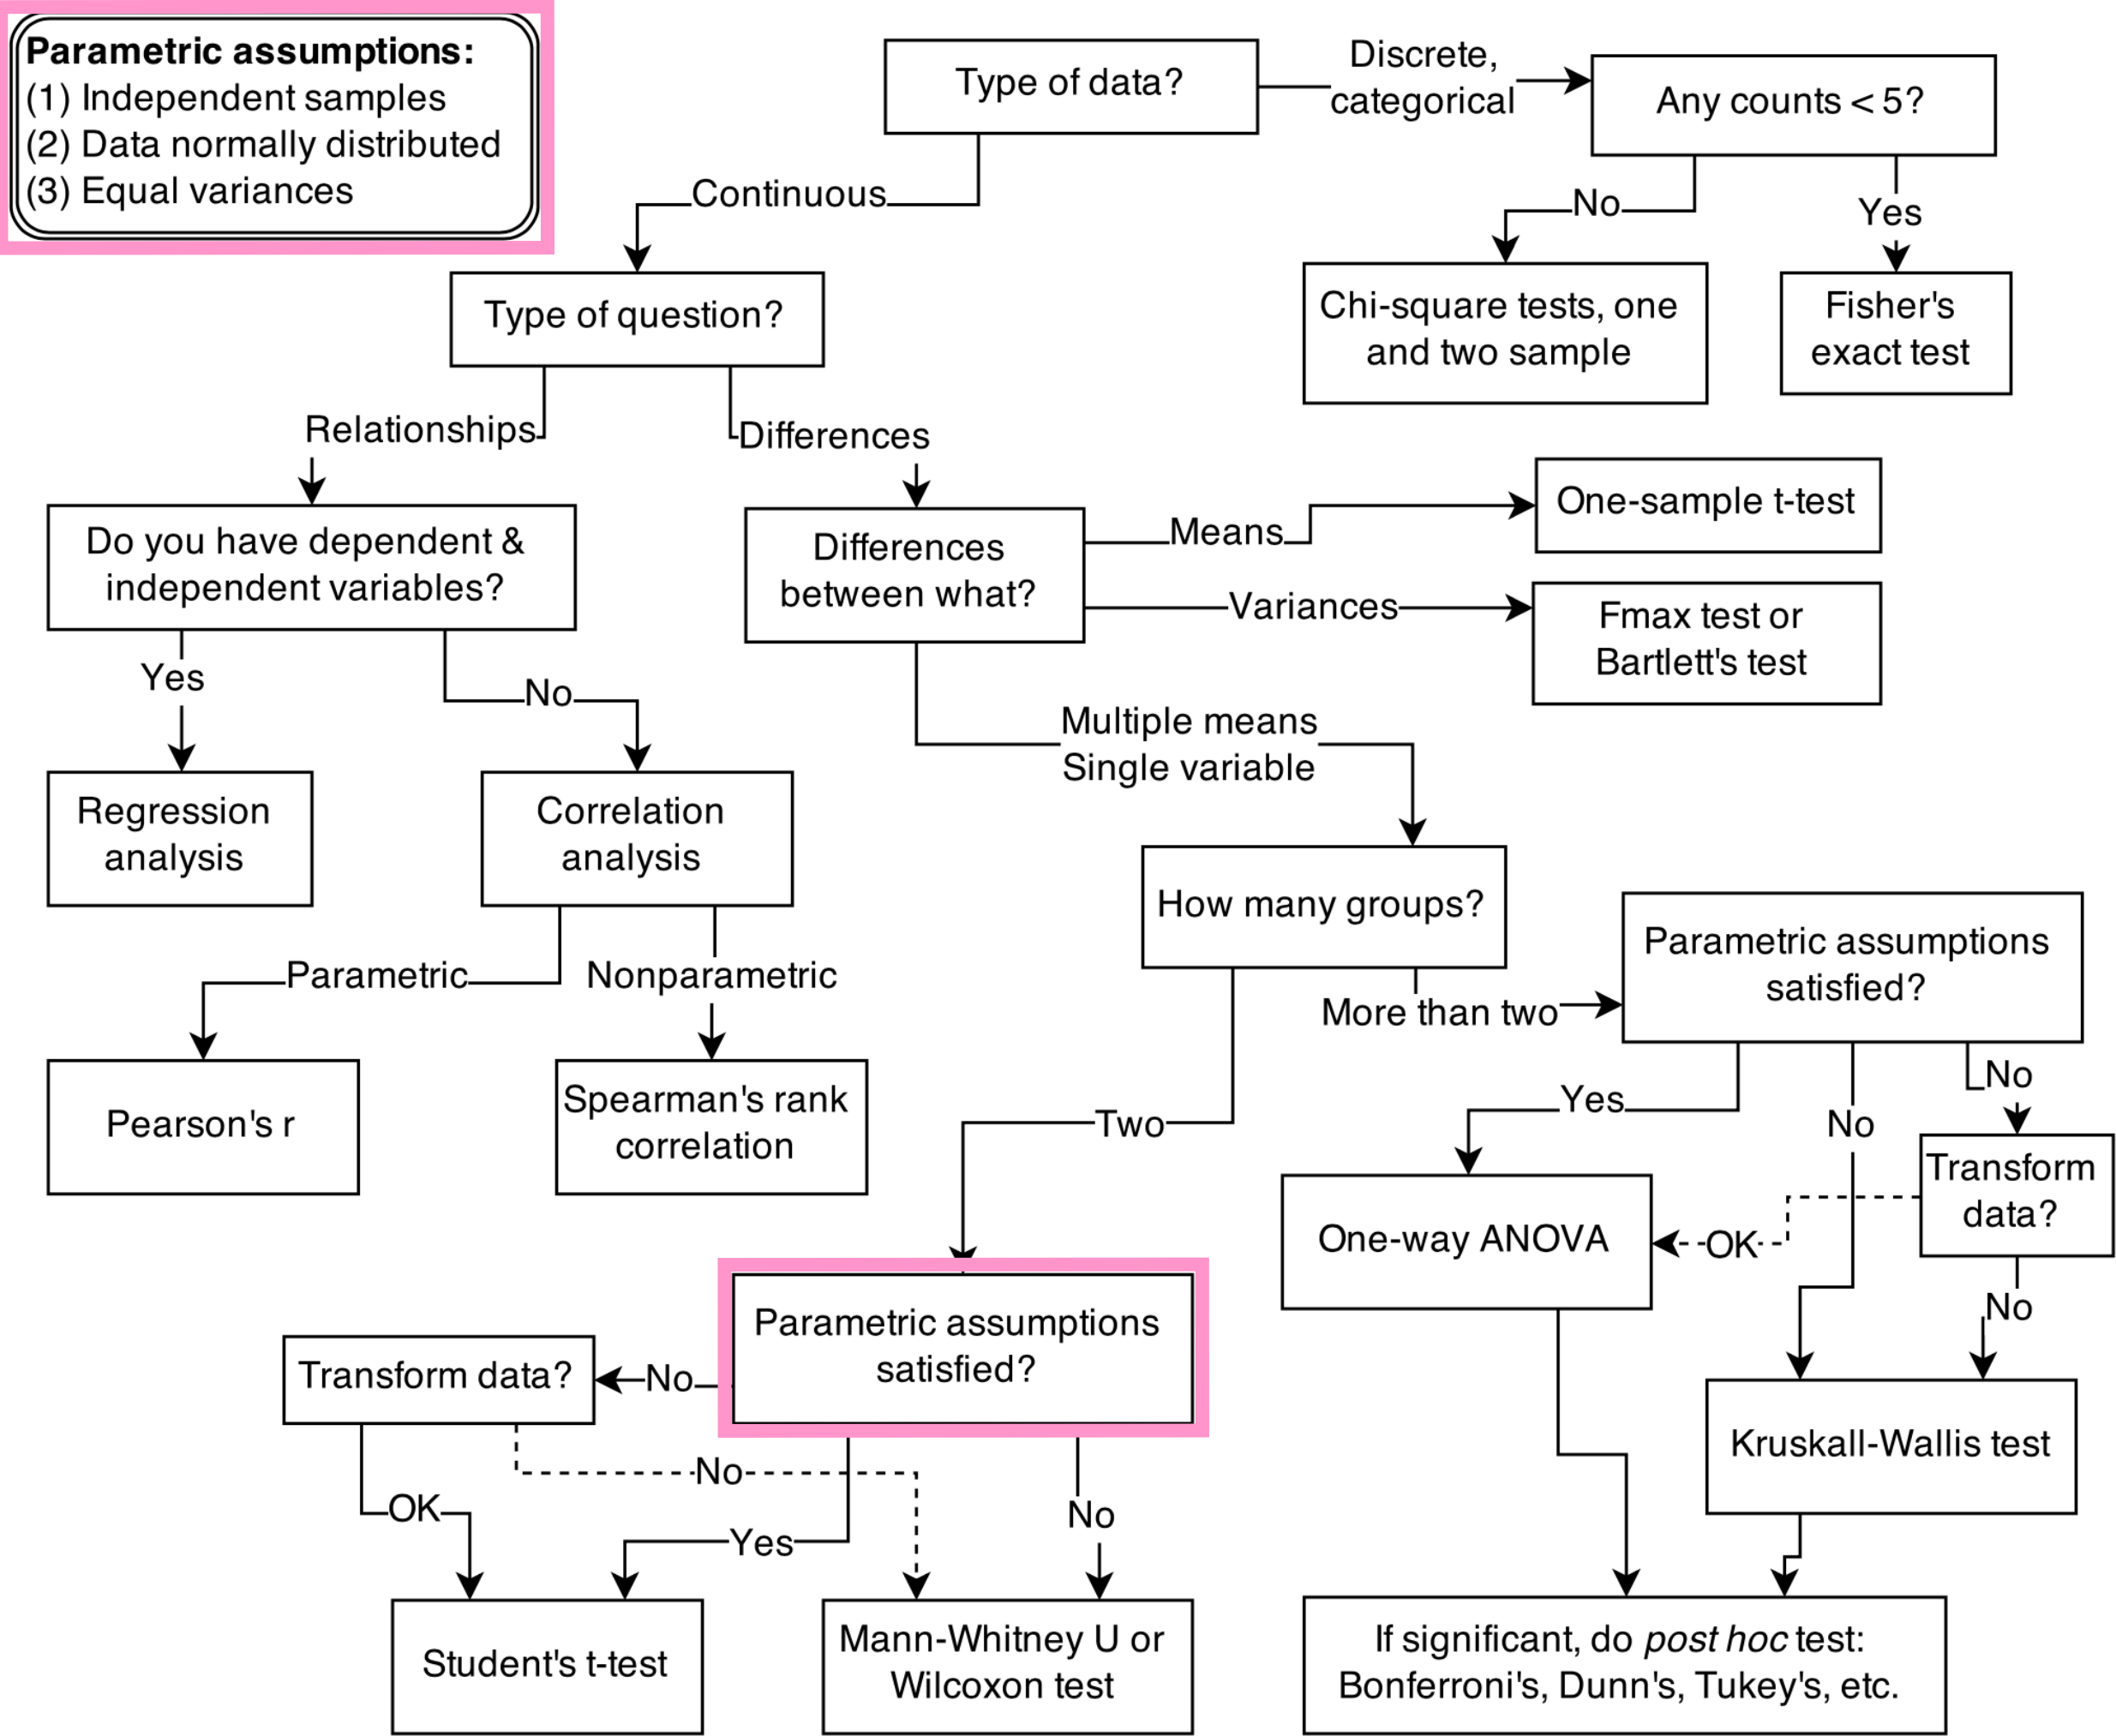 Parametric assumptions:
(1) Independent samples
(2) Data normally distributed
(3) Equal variances
Type of data?
Discrete,
categorical
Any counts < 5?
Continuous
No
Yes
Type of question?
Chi-square tests, one
and two sample
Fisher's
exact test
Relationships
Differences
Do you have dependent &
independent variables?
Differences
between what?
Means
One-sample t-test
Variances
Fmax test or
Bartlett's test
Yes
No
Multiple means
Single variable
Regression
analysis
Correlation
analysis
How many groups?
Parametric assumptions
satisfied?
Parametric
Nonparametric
More than two
Pearson's r
Spearman's rank
correlation
Two
Yes
No
No
Transform
data?
One-way ANOVA
OK
No
Parametric assumptions
satisfied?
Transform data?
No
Kruskall-Wallis test
No
OK
Yes
No
Student's t-test
Mann-Whitney U or
Wilcoxon test
If significant, do post hoc test:
Bonferroni's, Dunn's, Tukey's, etc.